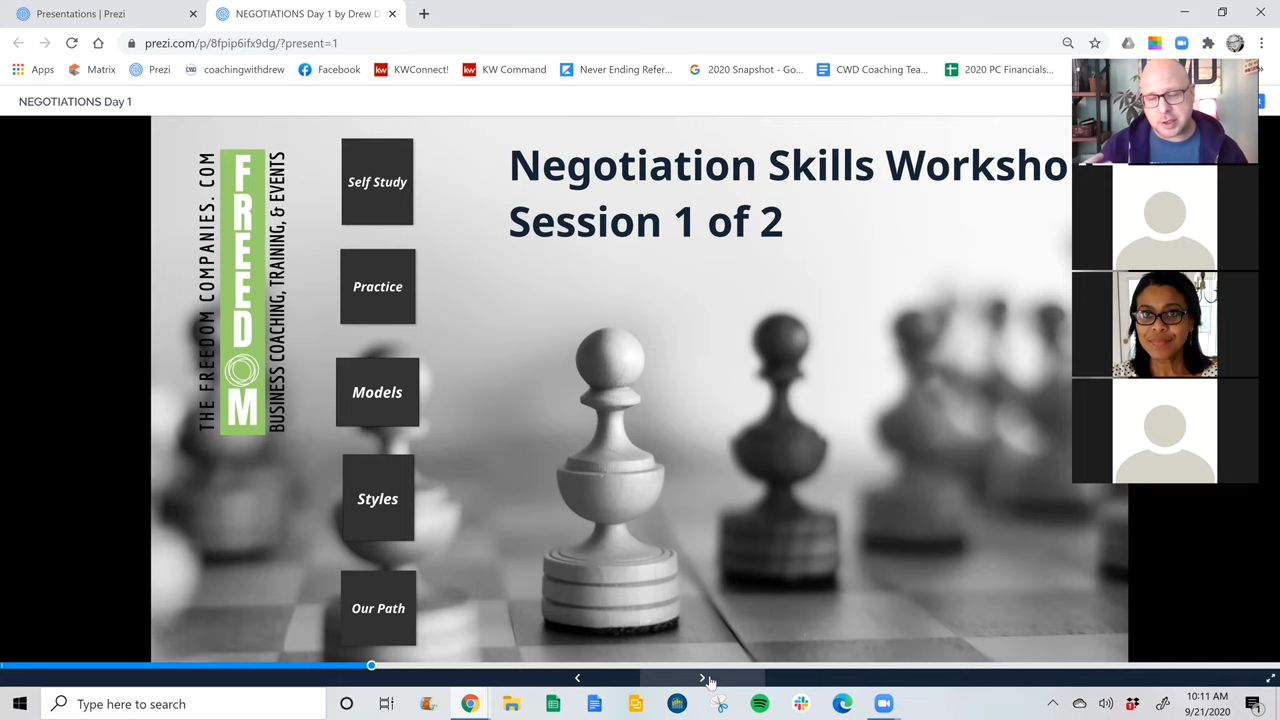 Presentations | Prezi
NEGOTIATIONS Day 1 by Drew D
prezi.com/p/8fpip6ifx9dg/?present=1
Apps
Matrix
Prezi
coachingwithdrew
Facebook
KWConnect!
KW Command
Never Ending Refer...
2020 Snapshot - Go...
CWD Coaching Tea...
2020 PC Financials...
NEGOTIATIONS Day 1
THE FREEDOM COMPANIES. COM
FREEDOM
BUSINESS COACHING, TRAINING, & EVENTS
Self Study
Practice
Models
Styles
Our Path
Negotiation Skills Worksho
Session 1 of 2
Type here to search
10:11 AM
9/21/2020